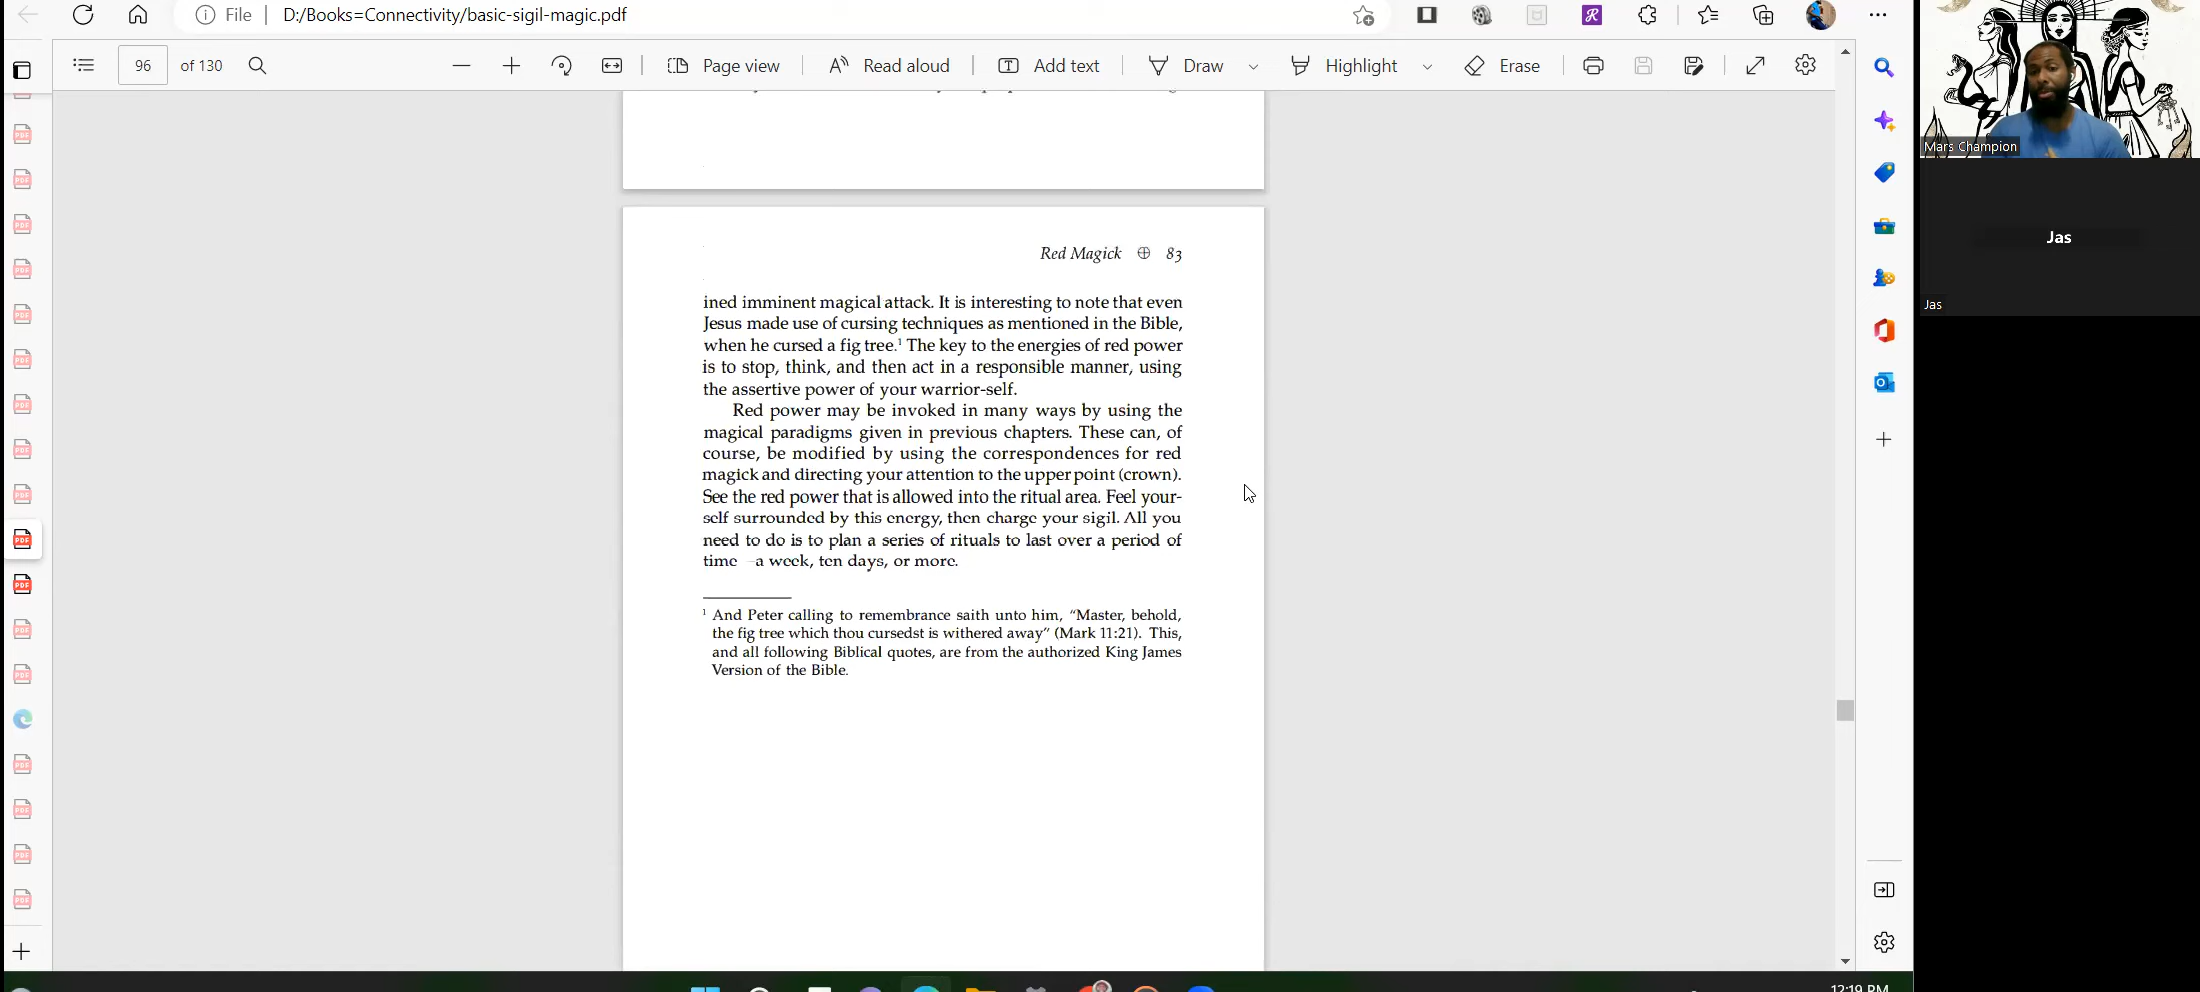 File
D:/Books=Connectivity/basic-sigil-magic.pdf
96 of 130
Page view
Read aloud
Add text
Draw
Highlight
Erase
Red Magick ⊕ 83
ined imminent magical attack. It is interesting to note that even
Jesus made use of cursing techniques as mentioned in the Bible,
when he cursed a fig tree.¹ The key to the energies of red power
is to stop, think, and then act in a responsible manner, using
the assertive power of your warrior-self.
Red power may be invoked in many ways by using the
magical paradigms given in previous chapters. These can, of
course, be modified by using the correspondences for red
magick and directing your attention to the upper point (crown).
See the red power that is allowed into the ritual area. Feel your-
self surrounded by this energy, then charge your sigil. All you
need to do is to plan a series of rituals to last over a period of
time—a week, ten days, or more.
¹ And Peter calling to remembrance saith unto him, “Master, behold,
the fig tree which thou cursedst is withered away” (Mark 11:21). This,
and all following Biblical quotes, are from the authorized King James
Version of the Bible.
Mars Champion
Jas
Jas
12:19 PM